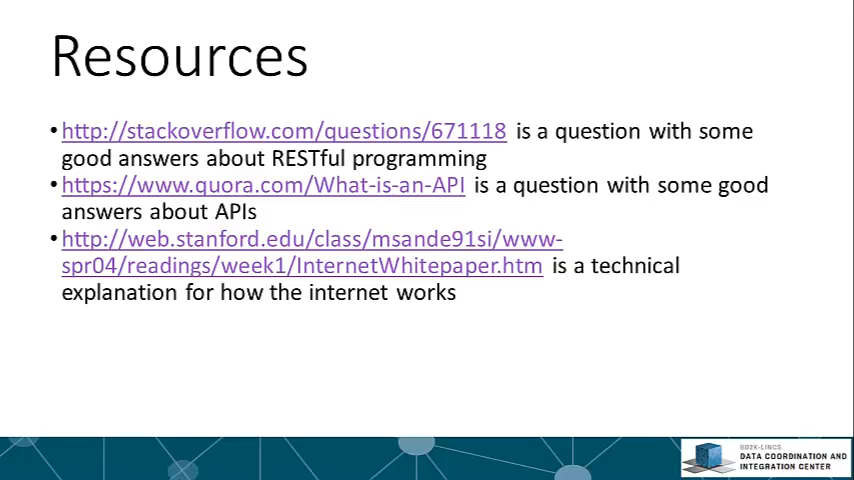 Resources
•http://stackoverflow.com/questions/671118 is a question with some
good answers about RESTful programming
•https://www.quora.com/What-is-an-API is a question with some good
answers about APIs
•http://web.stanford.edu/class/msande91si/www-
spr04/readings/week1/InternetWhitepaper.htm is a technical
explanation for how the internet works
BD2K-LINCS
DATA COORDINATION AND
INTEGRATION CENTER